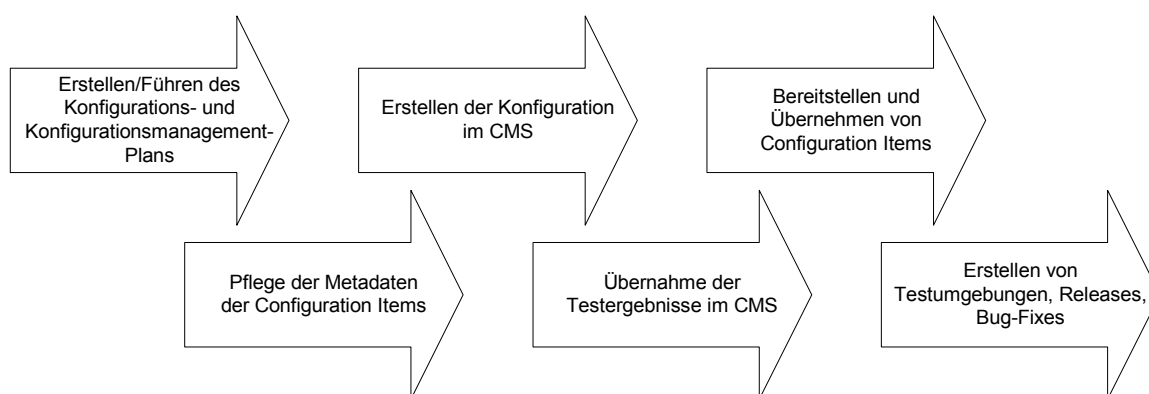 Erstellen/Führen des
Konfigurations- und
Konfigurationsmanagement-
Plans
Pflege der Metadaten
der Configuration Items
Erstellen der Konfiguration
im CMS
Übernahme der
Testergebnisse im CMS
Bereitstellen und
Übernehmen von
Configuration Items
Erstellen von
Testumgebungen, Releases,
Bug-Fixes